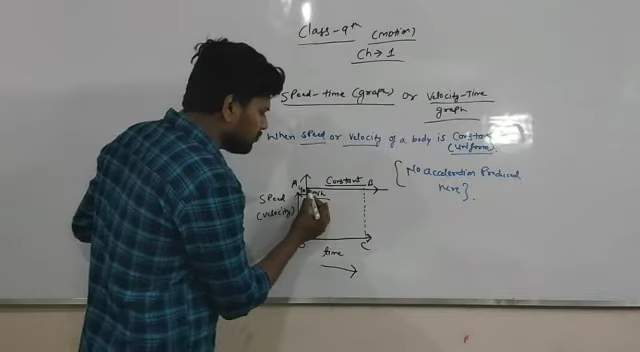 Class-9th (Motion)
Ch→1
Speed-time (graph) or Velocity-Time
graph
When Speed or Velocity of a body is Constant
(Uniform).
{No acceleration Produced
here}.
A Constant B
Speed
(Velocity)
C
time